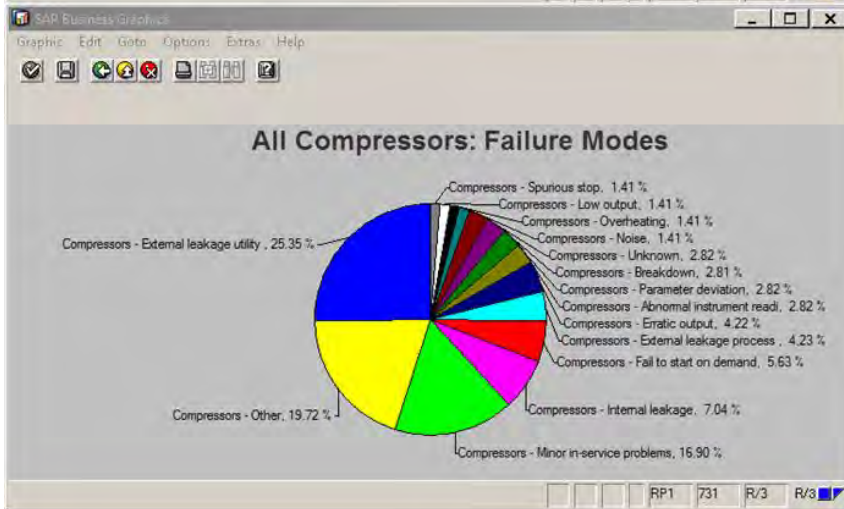 SAP Business Graphics
Graphic Edit Goto Options Extras Help
All Compressors: Failure Modes
Compressors - Spurious stop, 1.41 %
Compressors - Low output, 1.41 %
Compressors - Overheating, 1.41 %
Compressors - Noise, 1.41 %
Compressors - External leakage utility , 25.35 %
Compressors - Unknown, 2.82 %
Compressors - Breakdown, 2.81 %
Compressors - Parameter deviation, 2.82 %
Compressors - Abnormal instrument readi, 2.82 %
Compressors - Erratic output, 4.22 %
Compressors - External leakage process , 4.23 %
Compressors - Fail to start on demand, 5.63 %
Compressors - Internal leakage, 7.04 %
Compressors - Other, 19.72 %
Compressors - Minor in-service problems, 16.90 %
RP1 731 R/3 R/3